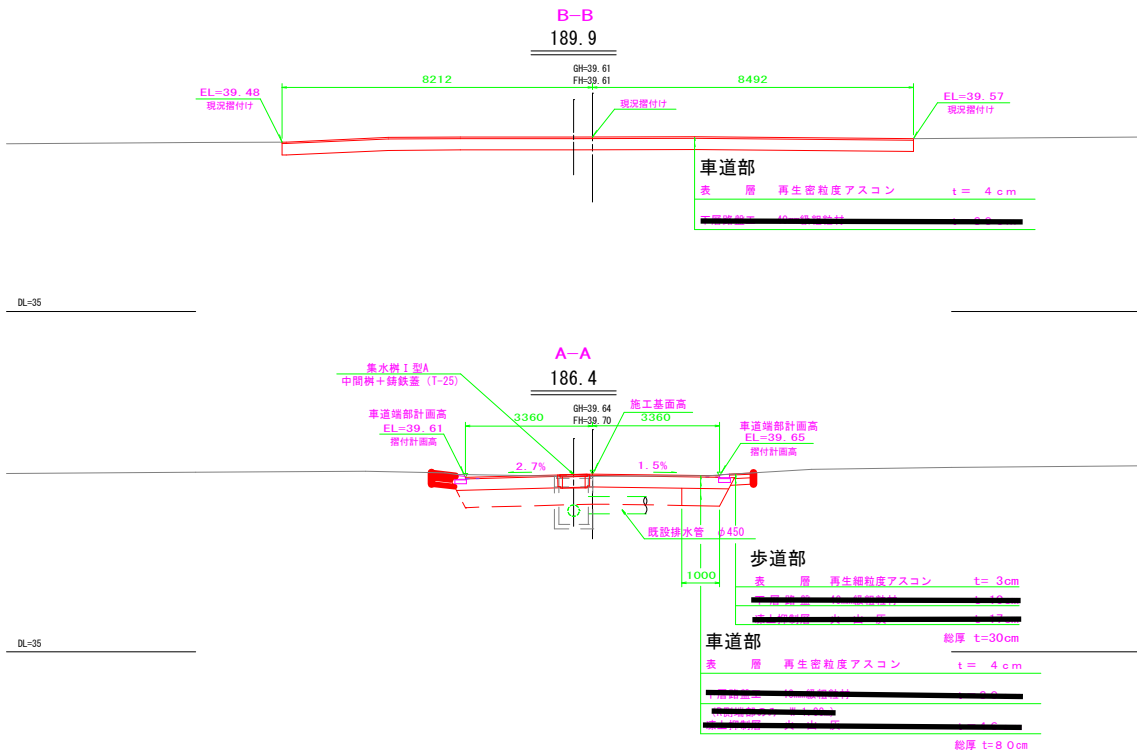 B-B
189.9
GH=39.61
FH=39.61
8212
8492
EL=39.48
現況摺付け
現況摺付け
EL=39.57
現況摺付け
車道部
表 層 再生密粒度アスコン t= 4cm
DL=35
A-A
186.4
集水桝Ⅰ型A
中間桝+鋳鉄蓋 (T-25)
GH=39.64
FH=39.70
施工基面高
3360
3360
車道端部計画高
EL=39.61
摺付計画高
車道端部計画高
EL=39.65
摺付計画高
2.7%
1.5%
既設排水管 φ450
1000
歩道部
表 層 再生細粒度アスコン t= 3cm
総厚 t=30cm
DL=35
車道部
表 層 再生密粒度アスコン t= 4cm
総厚 t=80cm